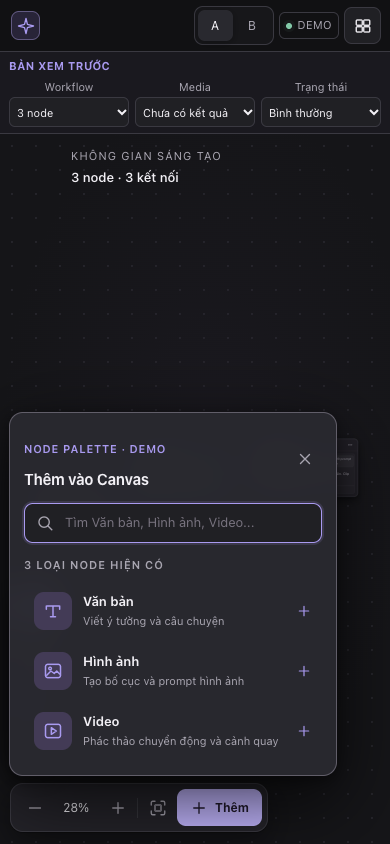 A B DEMO
BẢN XEM TRƯỚC
Workflow Media Trạng thái
3 node Chưa có kết quả Bình thường
KHÔNG GIAN SÁNG TẠO
3 node · 3 kết nối
NODE PALETTE · DEMO
Thêm vào Canvas
Tìm Văn bản, Hình ảnh, Video...
3 LOẠI NODE HIỆN CÓ
Văn bản
Viết ý tưởng và câu chuyện
Hình ảnh
Tạo bố cục và prompt hình ảnh
Video
Phác thảo chuyển động và cảnh quay
28% Thêm